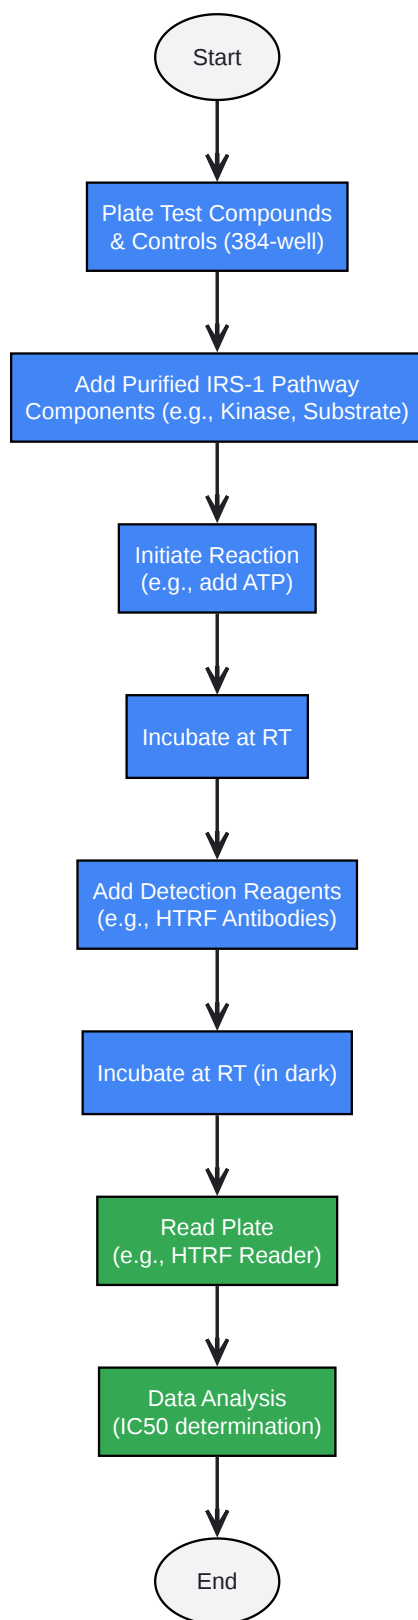 Start
Plate Test Compounds
& Controls (384-well)
Add Purified IRS-1 Pathway
Components (e.g., Kinase, Substrate)
Initiate Reaction
(e.g., add ATP)
Incubate at RT
Add Detection Reagents
(e.g., HTRF Antibodies)
Incubate at RT (in dark)
Read Plate
(e.g., HTRF Reader)
Data Analysis
(IC50 determination)
End